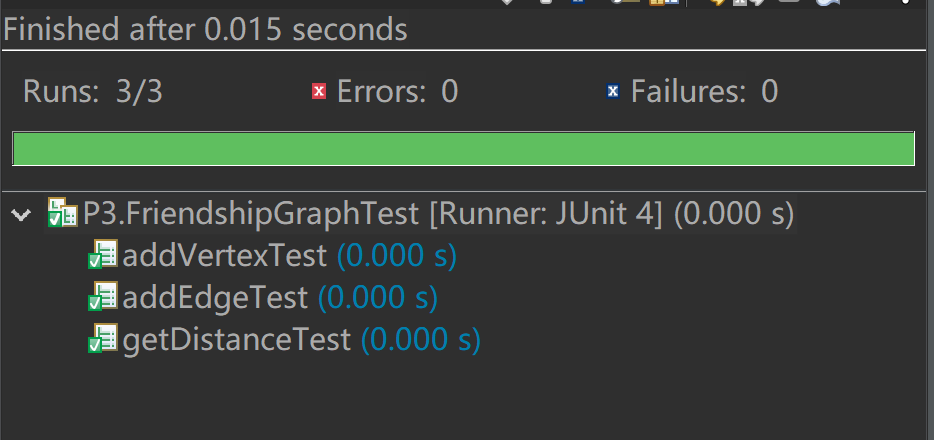 Finished after 0.015 seconds
Runs: 3/3 Errors: 0 Failures: 0
P3.FriendshipGraphTest [Runner: JUnit 4] (0.000 s)
addVertexTest (0.000 s)
addEdgeTest (0.000 s)
getDistanceTest (0.000 s)